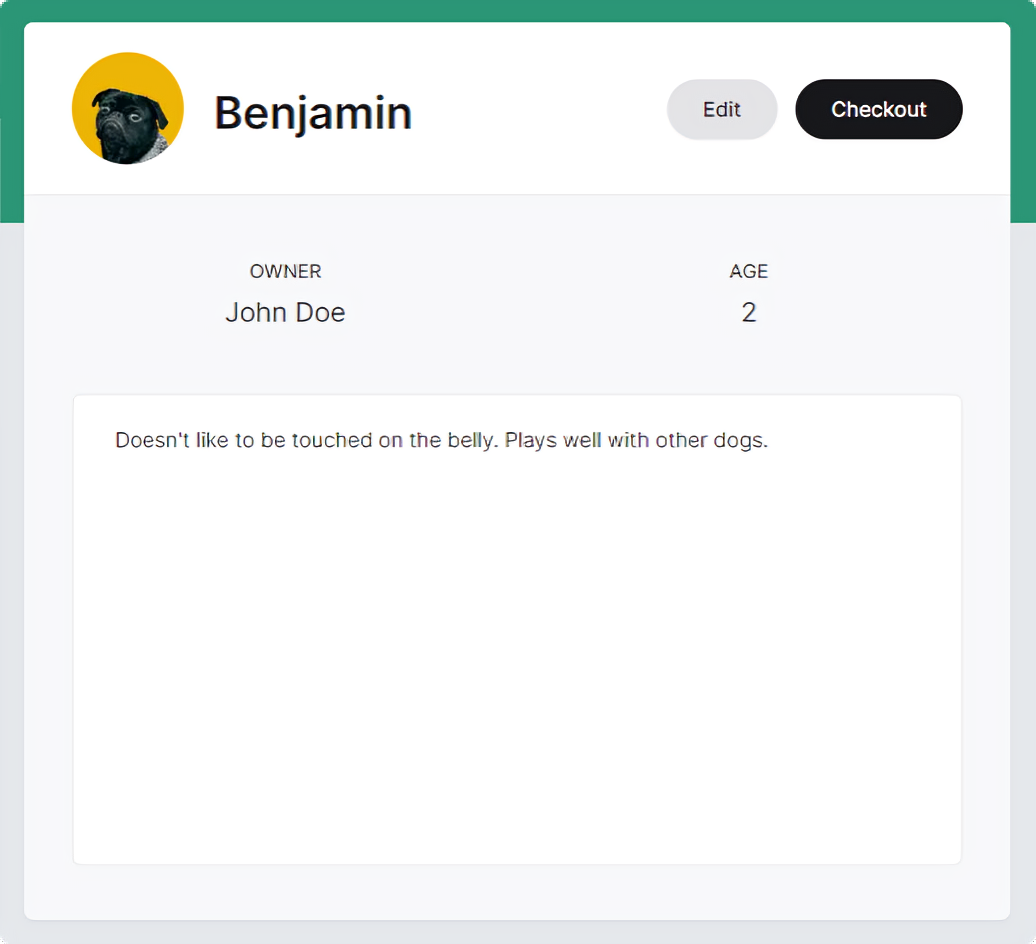 Benjamin
Edit
Checkout
OWNER
John Doe
AGE
2
Doesn't like to be touched on the belly. Plays well with other dogs.